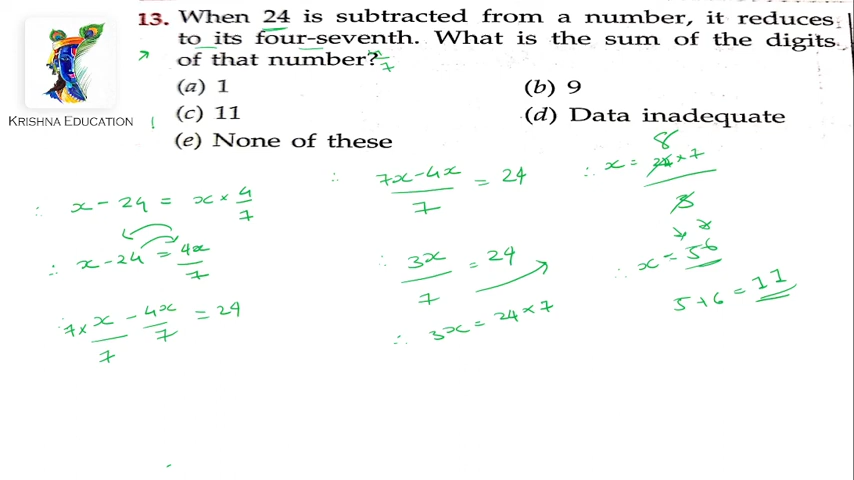 13. When 24 is subtracted from a number, it reduces
to its four-seventh. What is the sum of the digits
of that number?
(a) 1 (b) 9
(c) 11 (d) Data inadequate
(e) None of these
KRISHNA EDUCATION
∴ x - 24 = x × 4/7
∴ x - 24 = 4x/7
∴ 7 × x/7 - 4x/7 = 24
∴ 7x - 4x/7 = 24
∴ 3x/7 = 24
∴ 3x = 24 × 7
∴ x = 24 × 7/3
8
∴ x = 56
5 + 6 = 11